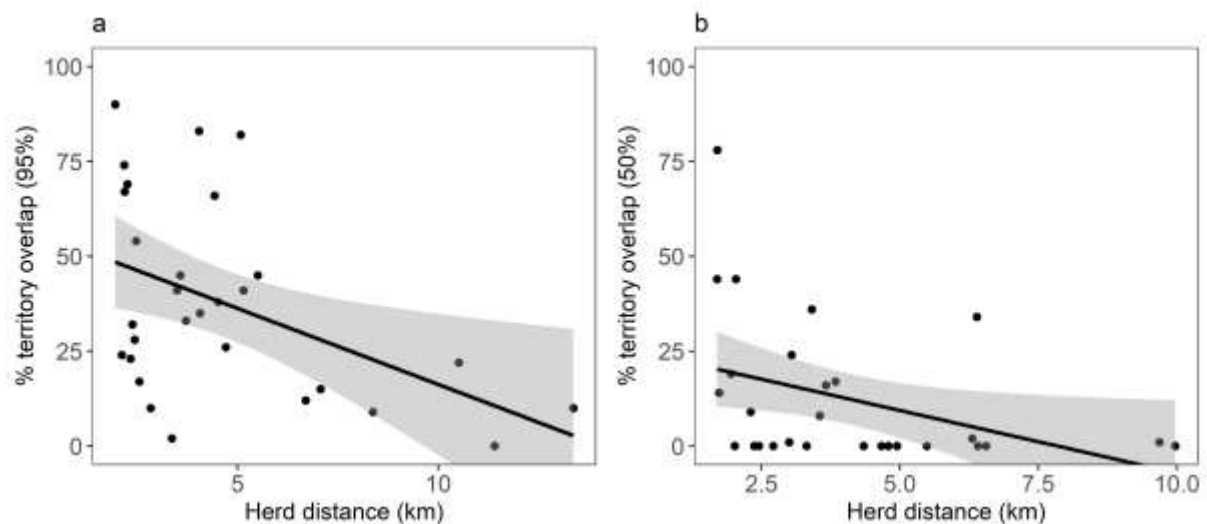 a
100
75
50
25
0
% territory overlap (95%)
5
10
Herd distance (km)
b
100
75
50
25
0
% territory overlap (50%)
2.5
5.0
7.5
10.0
Herd distance (km)